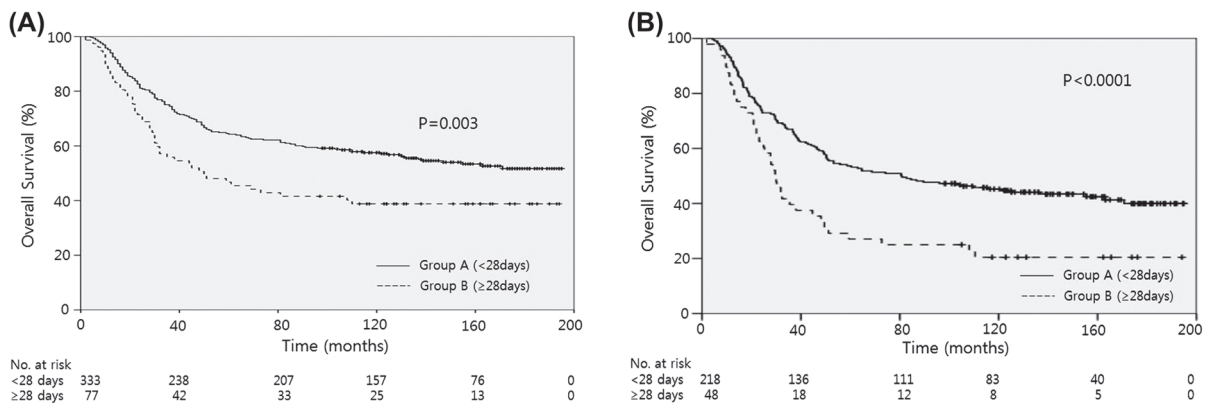 (A)
100
80
60
40
20
0
Overall Survival (%)
P=0.003
Group A (<28days)
Group B (≥28days)
0 40 80 120 160 200
Time (months)
No. at risk
<28 days 333 238 207 157 76 0
≥28 days 77 42 33 25 13 0
(B)
100
80
60
40
20
0
Overall Survival (%)
P<0.0001
Group A (<28days)
Group B (≥28days)
0 40 80 120 160 200
Time (months)
No. at risk
<28 days 218 136 111 83 40 0
≥28 days 48 18 12 8 5 0